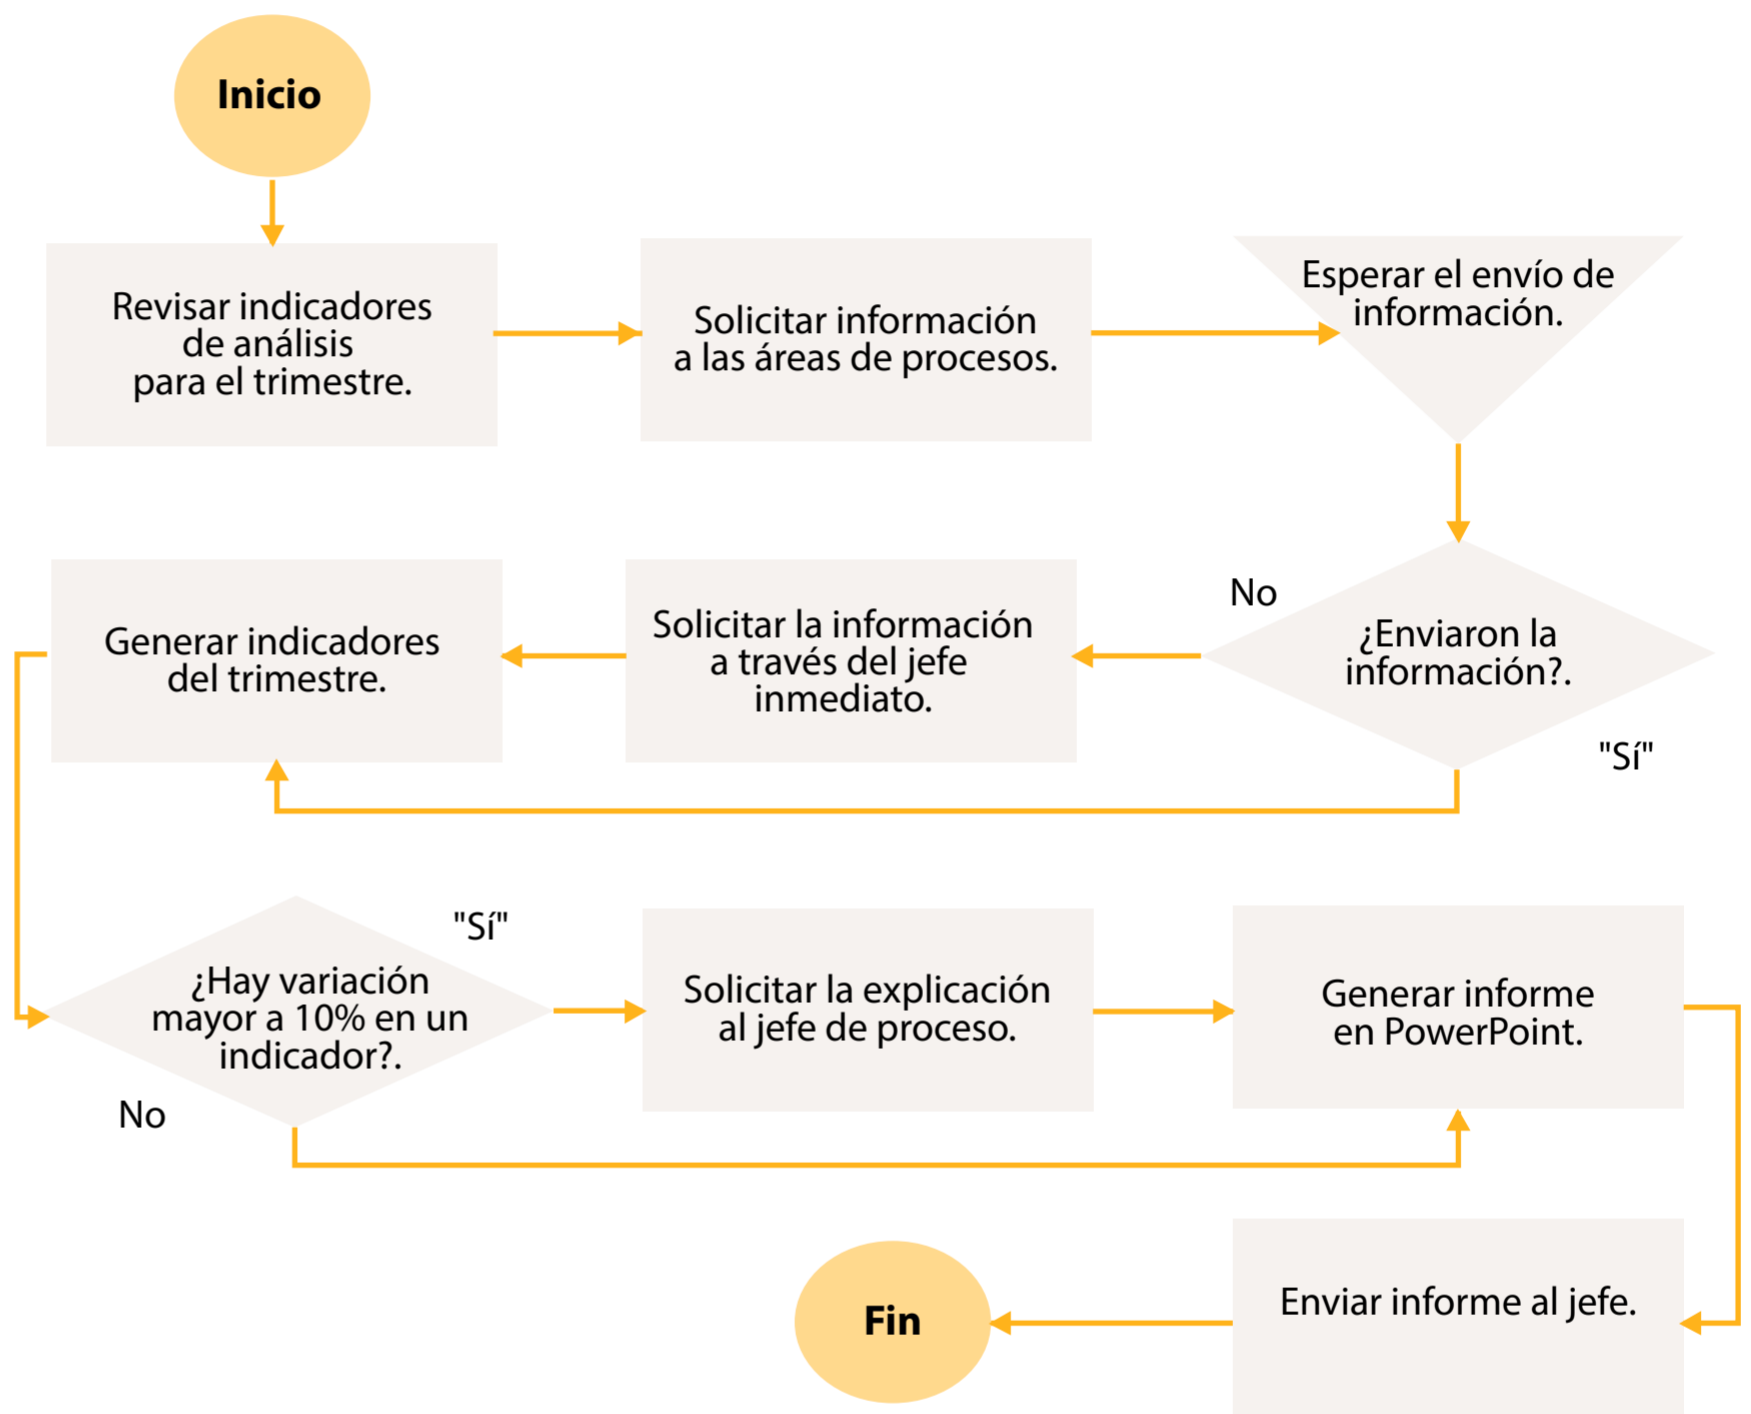 Inicio
Revisar indicadores
de análisis
para el trimestre.
Solicitar información
a las áreas de procesos.
Esperar el envío de
información.
No
¿Enviaron la
información?.
"Sí"
Solicitar la información
a través del jefe
inmediato.
Generar indicadores
del trimestre.
"Sí"
¿Hay variación
mayor a 10% en un
indicador?.
No
Solicitar la explicación
al jefe de proceso.
Generar informe
en PowerPoint.
Enviar informe al jefe.
Fin